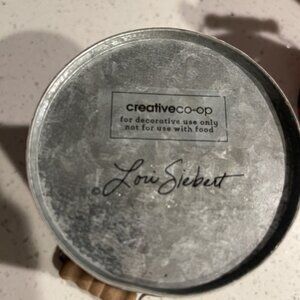 creativeco-op
for decorative use only
not for use with food
© Lori Siebert